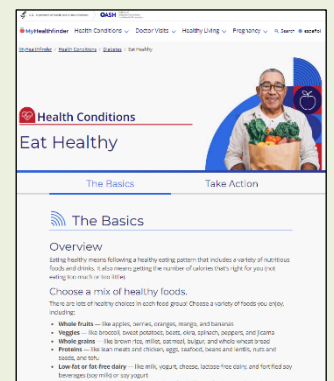 OASH
MyHealthfinder Health Conditions Doctor Visits Healthy Living Pregnancy Search español
MyHealthfinder Health Conditions Diabetes Eat Healthy
Health Conditions
Eat Healthy
The Basics Take Action
The Basics
Overview
Eating healthy means following a healthy eating pattern that includes a variety of nutritious
foods and drinks. It also means getting the number of calories that's right for you (not
eating too much or too little).
Choose a mix of healthy foods.
There are lots of healthy choices in each food group! Choose a variety of foods you enjoy,
including:
• Whole fruits — like apples, berries, oranges, mango, and bananas
• Veggies — like broccoli, sweet potatoes, beets, okra, spinach, peppers, and jicama
• Whole grains — like brown rice, millet, oatmeal, bulgur, and whole-wheat bread
• Proteins — like lean meats and chicken, eggs, seafood, beans and lentils, nuts and
seeds, and tofu
• Low-fat or fat-free dairy — like milk, yogurt, cheese, lactose-free dairy, and fortified soy
beverages (soy milk) or soy yogurt